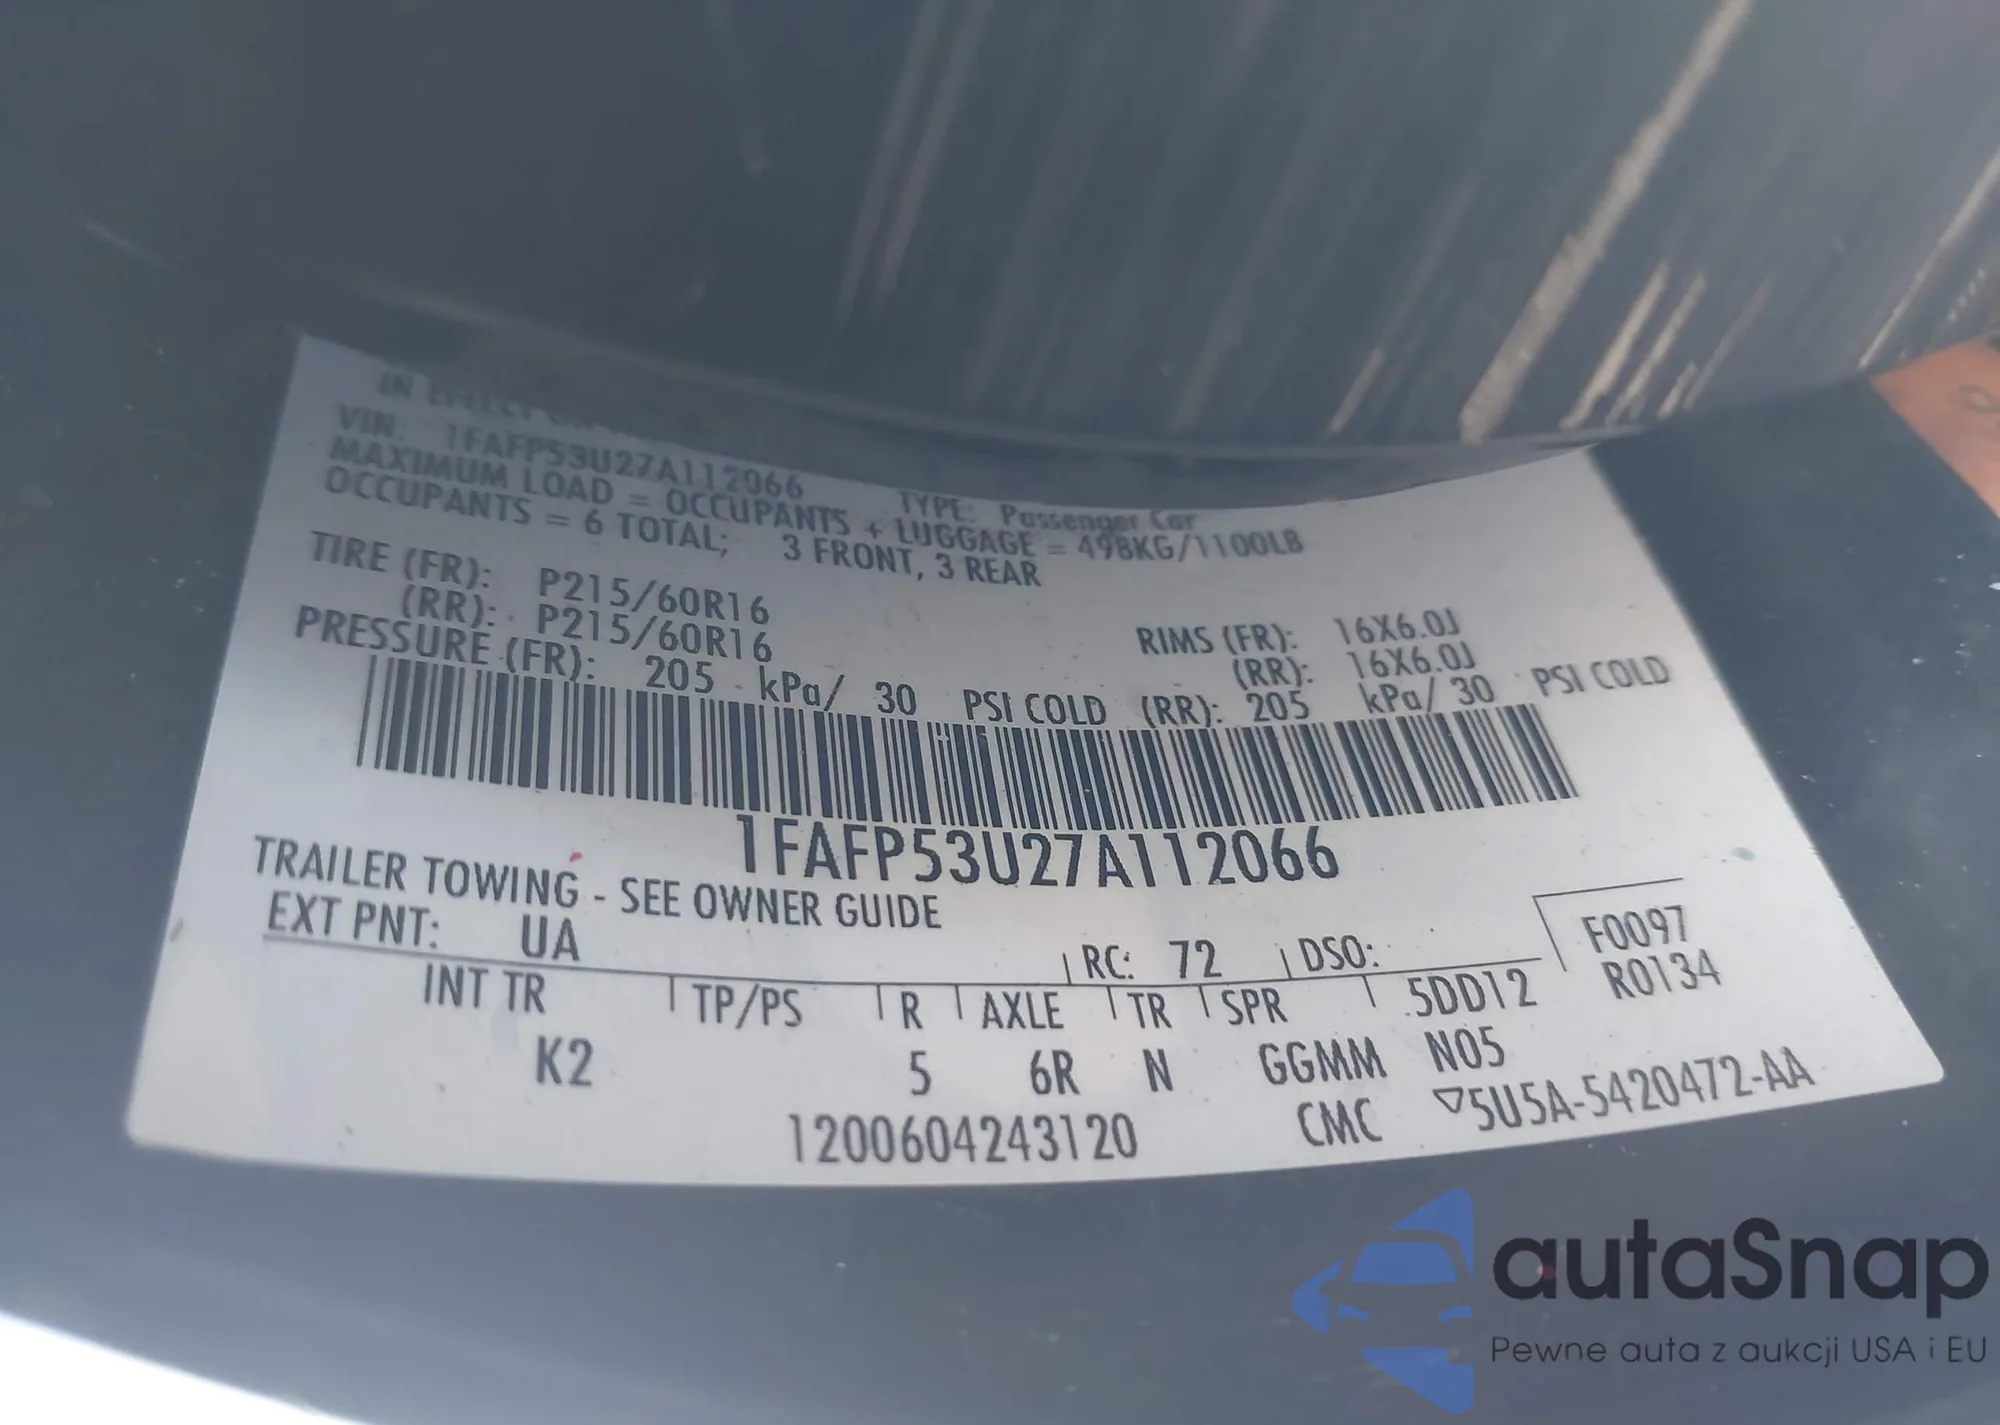 VIN: 1FAFP53U27A112066 TYPE: Passenger Car
MAXIMUM LOAD = OCCUPANTS + LUGGAGE = 498KG/1100LB
OCCUPANTS = 6 TOTAL; 3 FRONT, 3 REAR
TIRE (FR): P215/60R16 RIMS (FR): 16X6.0J
(RR): P215/60R16 (RR): 16X6.0J
PRESSURE (FR): 205 kPa/ 30 PSI COLD (RR): 205 kPa/ 30 PSI COLD
1FAFP53U27A112066
TRAILER TOWING - SEE OWNER GUIDE
EXT PNT: UA RC: 72 DSO: F0097
INT TR TP/PS R AXLE TR SPR 5DD12 R0134
K2 5 6R N GGMM N05
1200604243120 CMC ▽5U5A-5420472-AA
autaSnap
Pewne auta z aukcji USA i EU